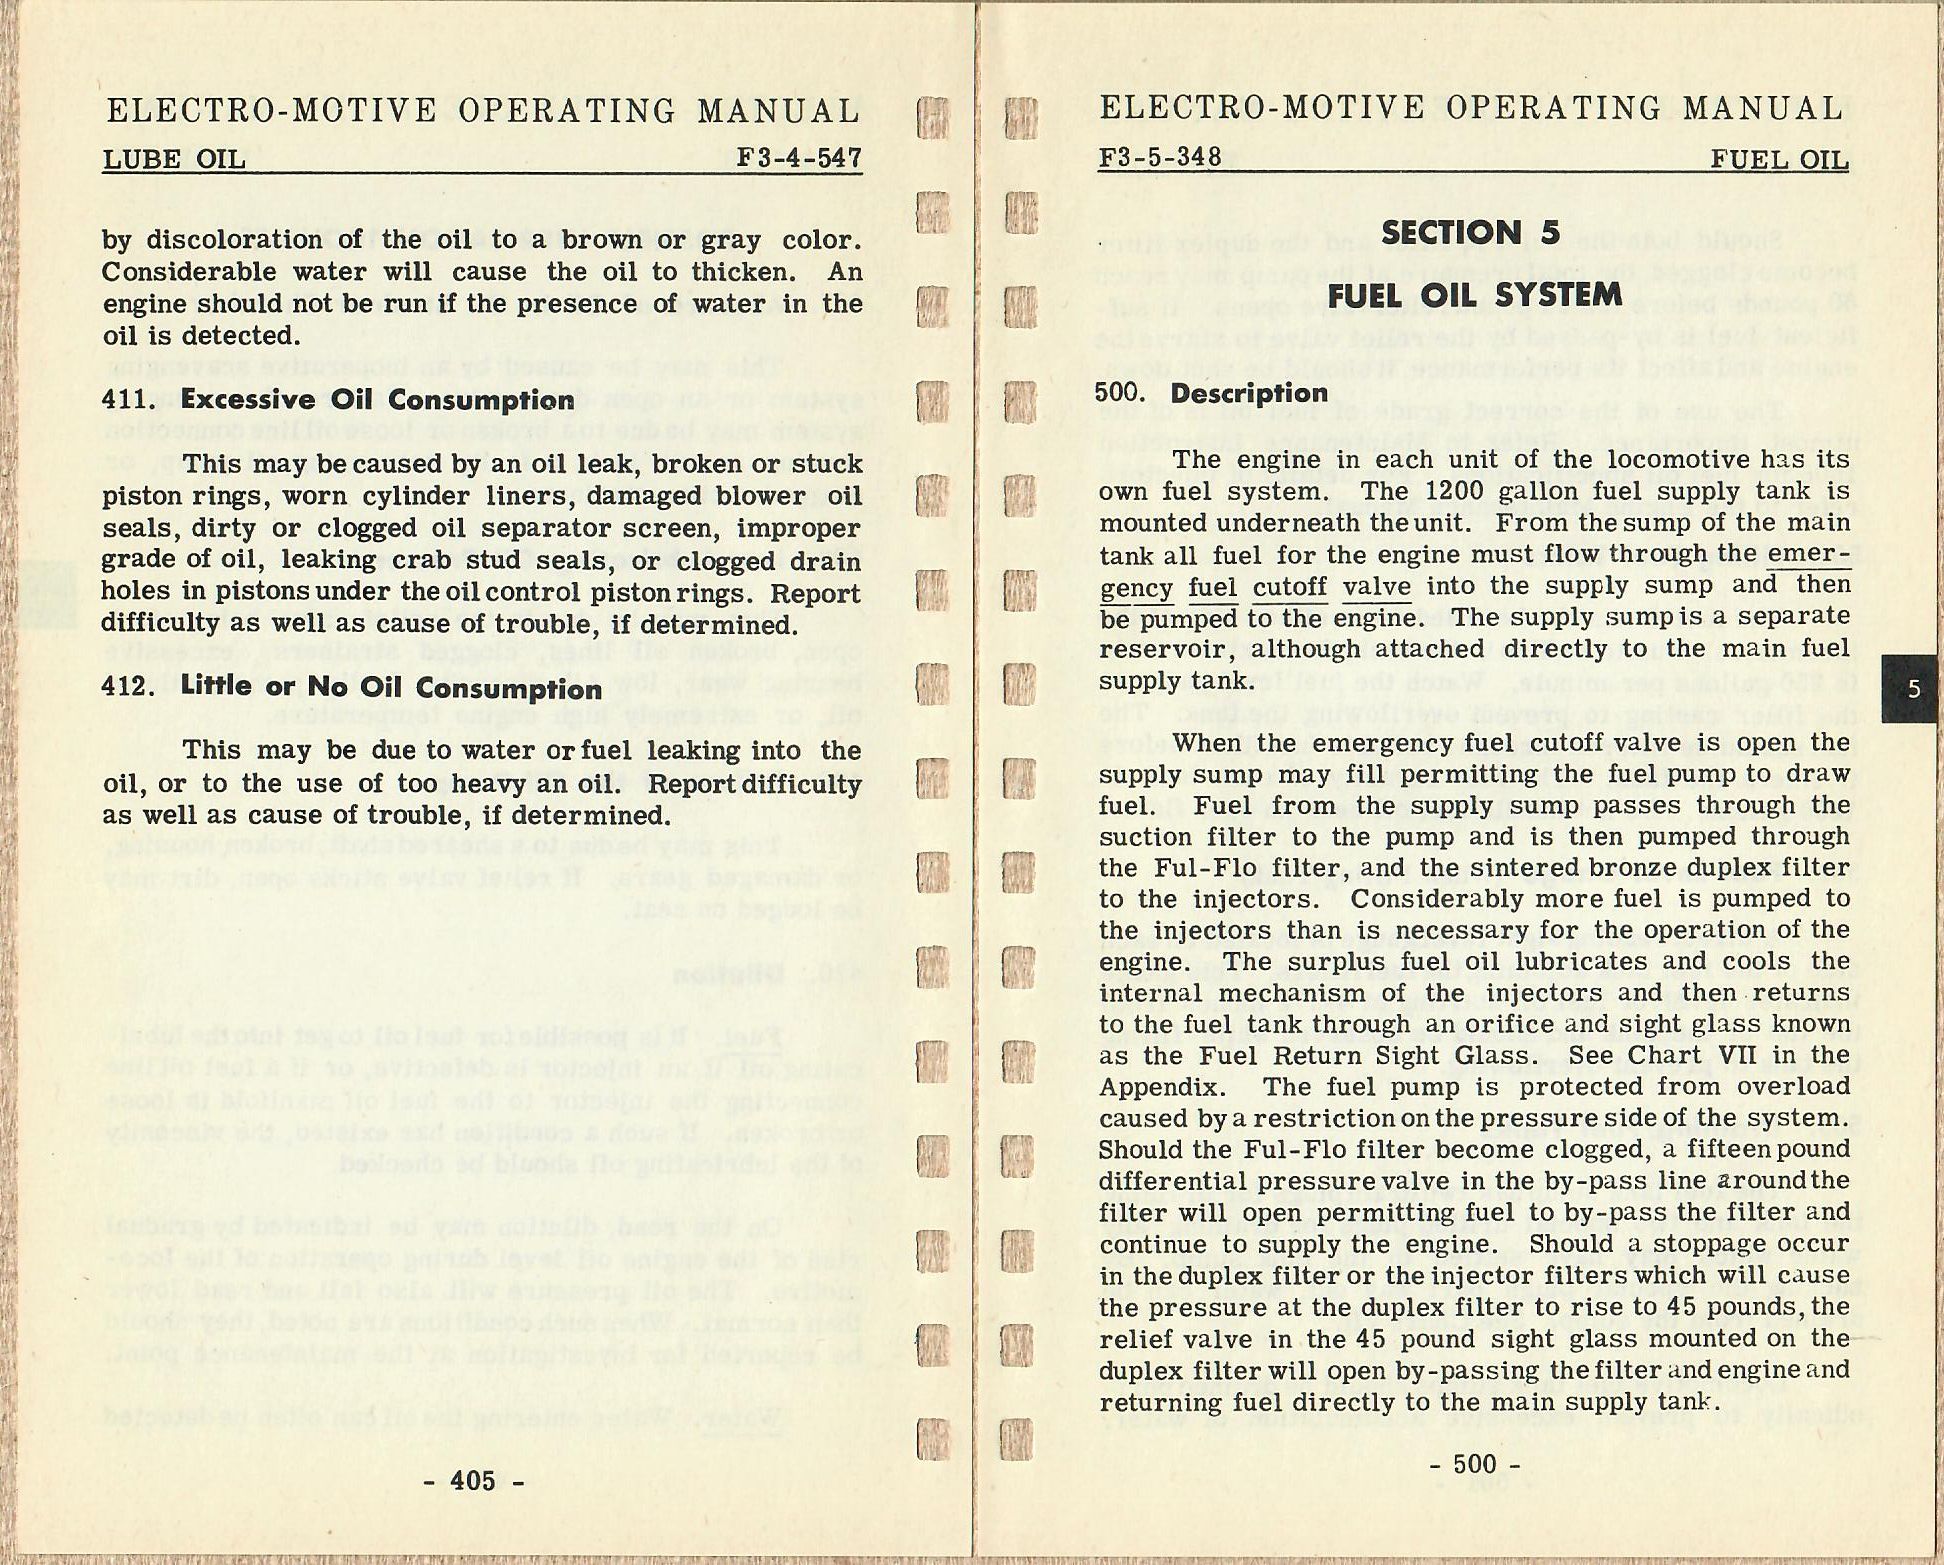 ELECTRO-MOTIVE OPERATING MANUAL
LUBE OIL F3-4-547
by discoloration of the oil to a brown or gray color.
Considerable water will cause the oil to thicken. An
engine should not be run if the presence of water in the
oil is detected.
411. Excessive Oil Consumption
This may be caused by an oil leak, broken or stuck
piston rings, worn cylinder liners, damaged blower oil
seals, dirty or clogged oil separator screen, improper
grade of oil, leaking crab stud seals, or clogged drain
holes in pistons under the oil control piston rings. Report
difficulty as well as cause of trouble, if determined.
412. Little or No Oil Consumption
This may be due to water or fuel leaking into the
oil, or to the use of too heavy an oil. Report difficulty
as well as cause of trouble, if determined.
- 405 -
ELECTRO-MOTIVE OPERATING MANUAL
F3-5-348 FUEL OIL
SECTION 5
FUEL OIL SYSTEM
500. Description
The engine in each unit of the locomotive has its
own fuel system. The 1200 gallon fuel supply tank is
mounted underneath the unit. From the sump of the main
tank all fuel for the engine must flow through the emer-
gency fuel cutoff valve into the supply sump and then
be pumped to the engine. The supply sump is a separate
reservoir, although attached directly to the main fuel
supply tank.
When the emergency fuel cutoff valve is open the
supply sump may fill permitting the fuel pump to draw
fuel. Fuel from the supply sump passes through the
suction filter to the pump and is then pumped through
the Ful-Flo filter, and the sintered bronze duplex filter
to the injectors. Considerably more fuel is pumped to
the injectors than is necessary for the operation of the
engine. The surplus fuel oil lubricates and cools the
internal mechanism of the injectors and then returns
to the fuel tank through an orifice and sight glass known
as the Fuel Return Sight Glass. See Chart VII in the
Appendix. The fuel pump is protected from overload
caused by a restriction on the pressure side of the system.
Should the Ful-Flo filter become clogged, a fifteen pound
differential pressure valve in the by-pass line around the
filter will open permitting fuel to by-pass the filter and
continue to supply the engine. Should a stoppage occur
in the duplex filter or the injector filters which will cause
the pressure at the duplex filter to rise to 45 pounds, the
relief valve in the 45 pound sight glass mounted on the
duplex filter will open by-passing the filter and engine and
returning fuel directly to the main supply tank.
- 500 -
5